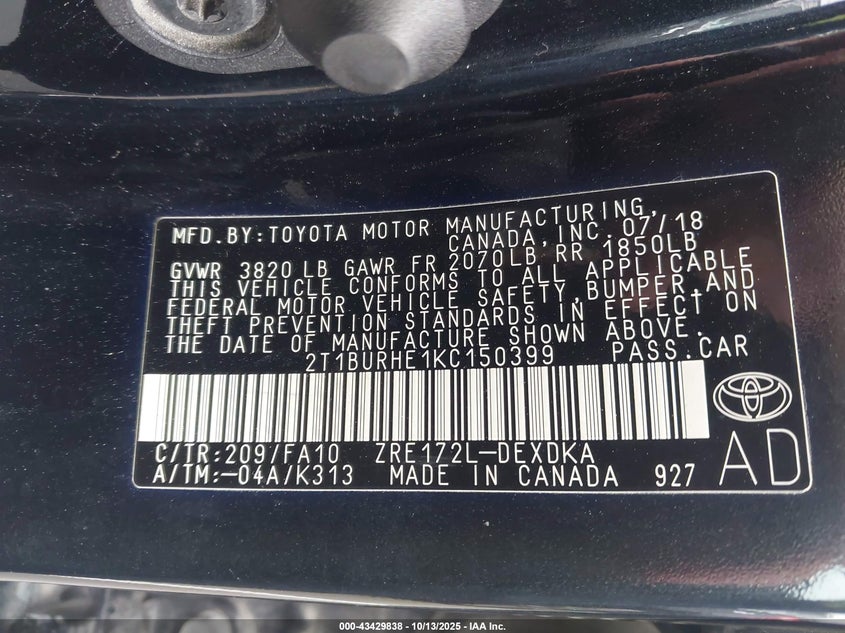 MFD.BY:TOYOTA MOTOR MANUFACTURING,
CANADA, INC. 07/18
GVWR 3820 LB GAWR FR 2070LB RR 1850LB
THIS VEHICLE CONFORMS TO ALL APPLICABLE
FEDERAL MOTOR VEHICLE SAFETY,BUMPER,AND
THEFT PREVENTION STANDARDS IN EFFECT ON
THE DATE OF MANUFACTURE SHOWN ABOVE.
2T1BURHE1KC150399 PASS.CAR
C/TR:209/FA10 ZRE172L-DEXDKA
A/TM:-04A/K313 MADE IN CANADA 927
AD
000-43429838 - 10/13/2025 - IAA Inc.